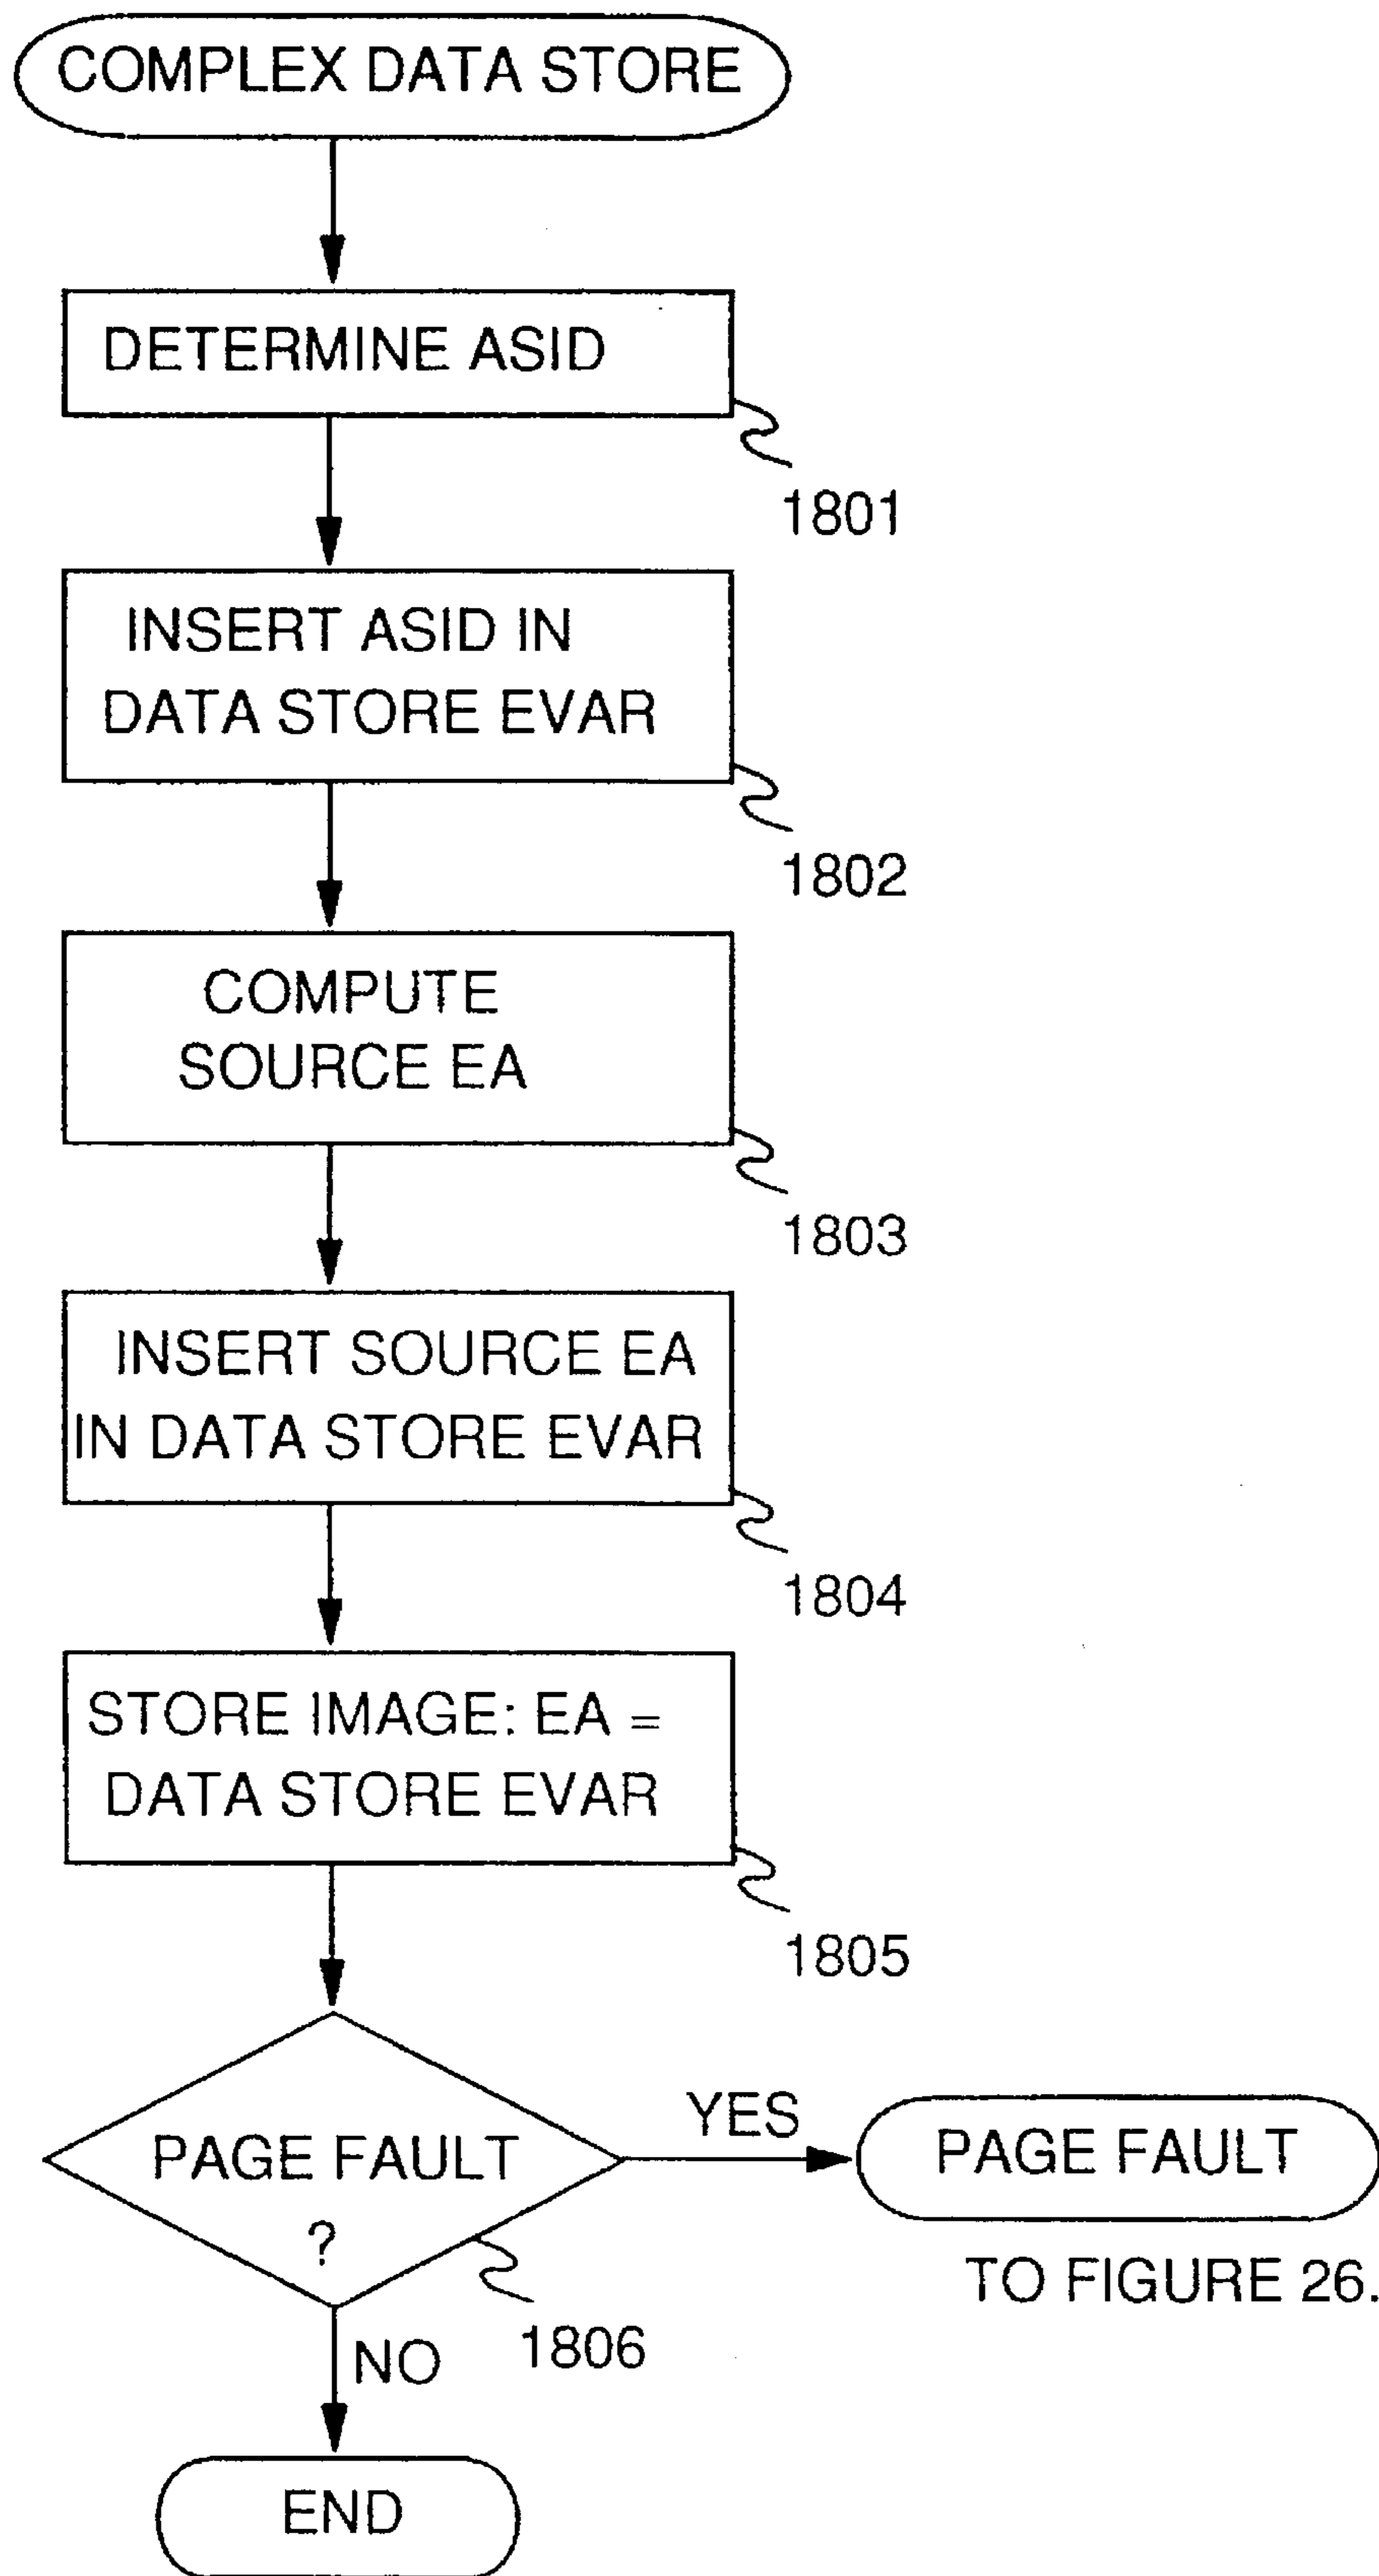 COMPLEX DATA STORE
DETERMINE ASID
1801
INSERT ASID IN
DATA STORE EVAR
1802
COMPUTE
SOURCE EA
1803
INSERT SOURCE EA
IN DATA STORE EVAR
1804
STORE IMAGE: EA =
DATA STORE EVAR
1805
PAGE FAULT
?
1806
YES
PAGE FAULT
TO FIGURE 26.
NO
END